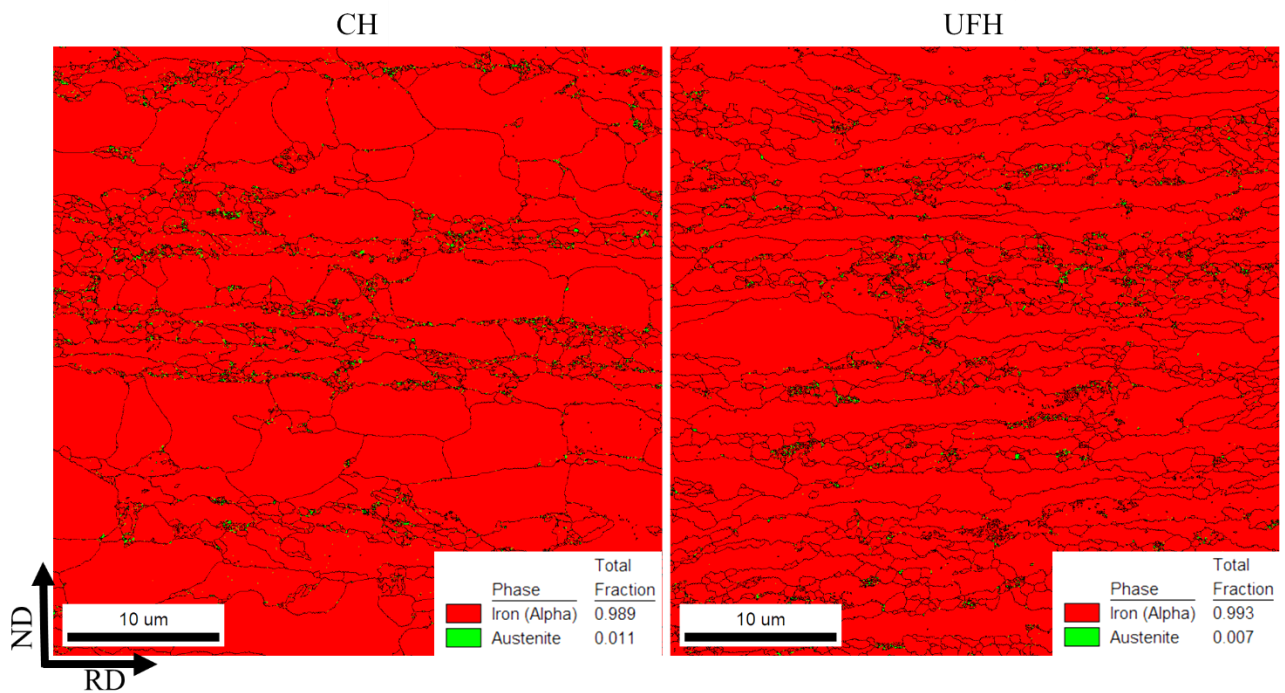 CH
UFH
Total
Phase Fraction
Iron (Alpha) 0.989
Austenite 0.011
10 um
Total
Phase Fraction
Iron (Alpha) 0.993
Austenite 0.007
10 um
ND
RD